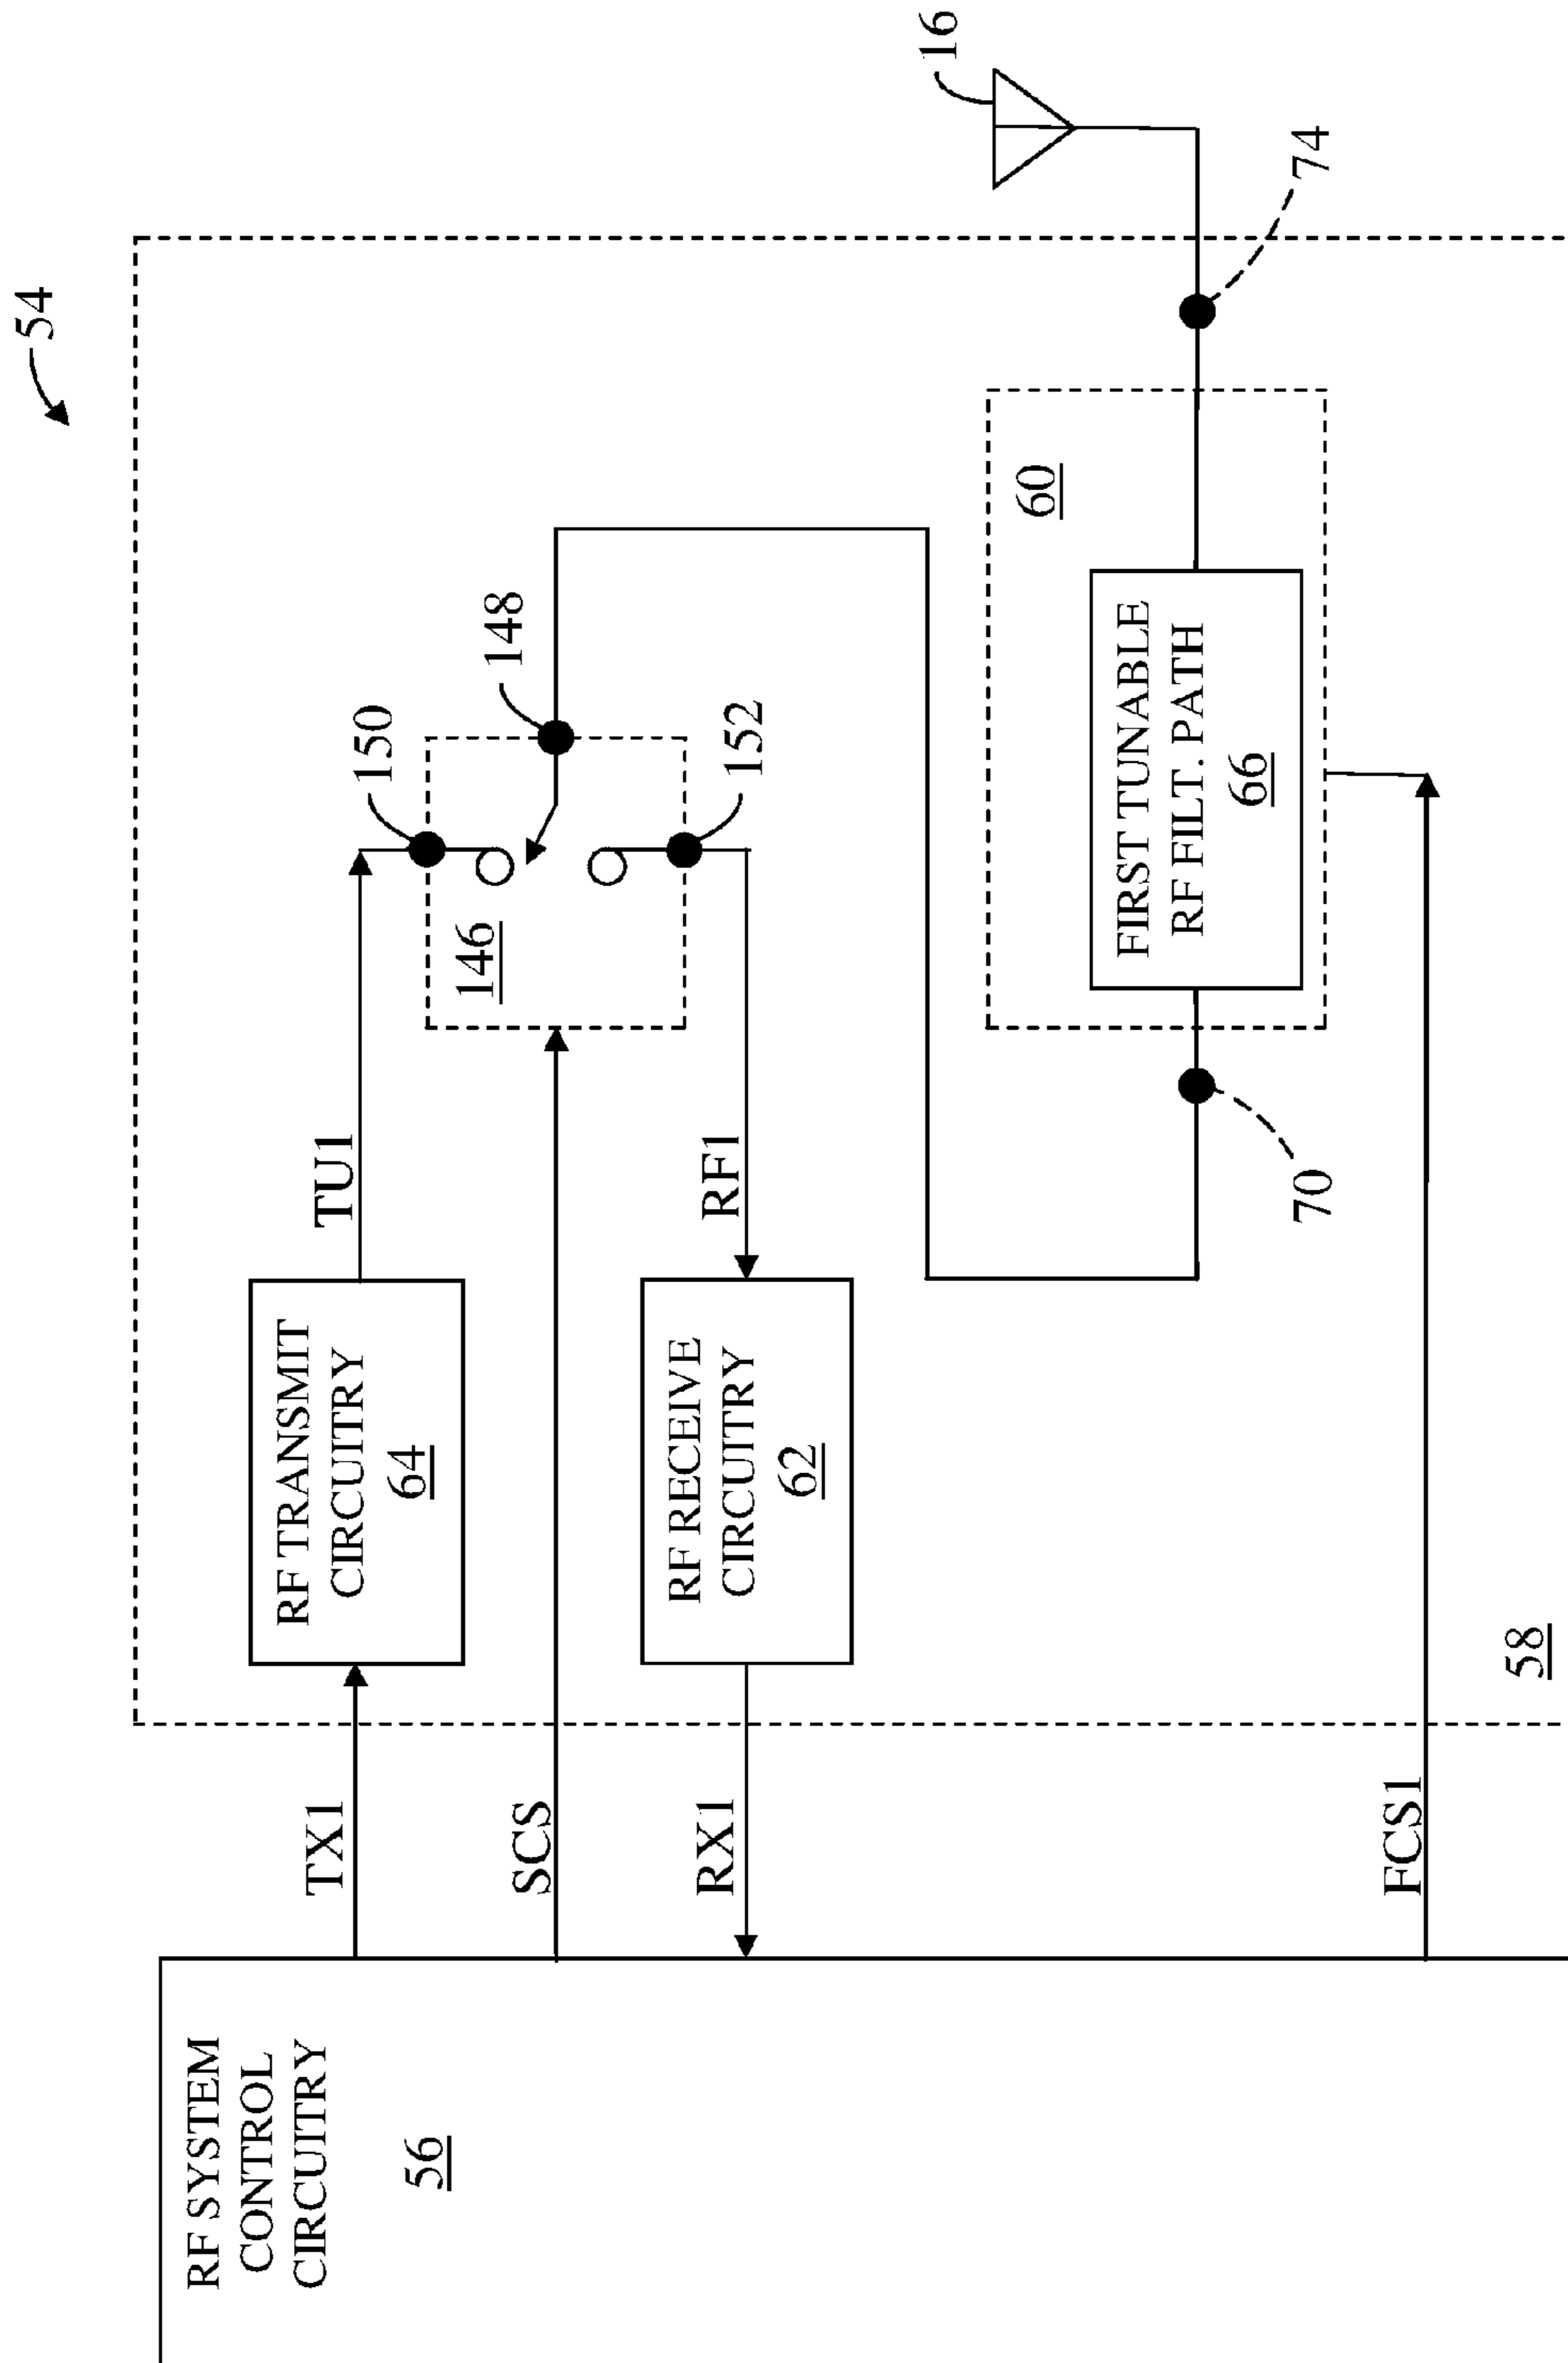 54
RF SYSTEM
CONTROL
CIRCUITRY
56
TX1
RF TRANSMIT
CIRCUITRY
64
TU1
150
SCS
146
148
RX1
RF RECEIVE
CIRCUITRY
62
RF1
152
16
60
FIRST TUNABLE
RF FILT. PATH
66
70
74
FCS1
58